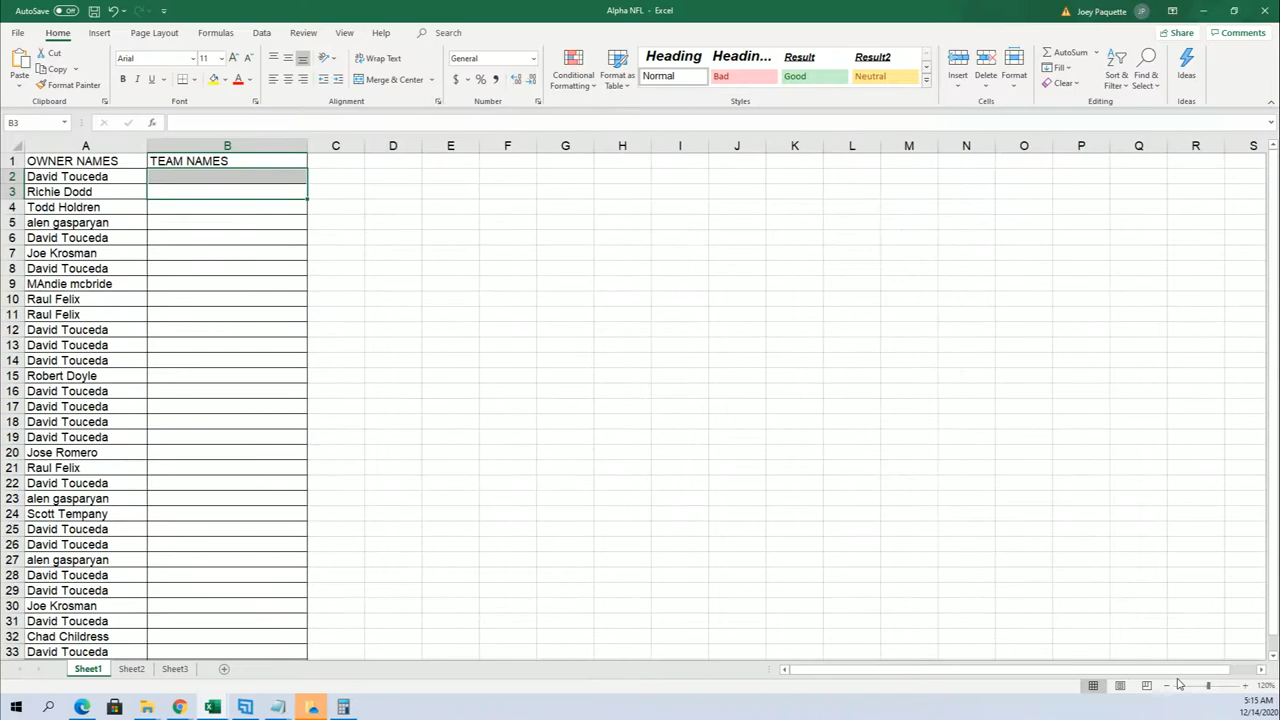 AutoSave Off Alpha NFL - Excel Joey Paquette JP
File Home Insert Page Layout Formulas Data Review View Help Search Share Comments
Paste Cut Copy Format Painter Clipboard
Arial 11 A A B I U A Font
Wrap Text Merge & Center Alignment
General $ % Number
Conditional Formatting Format as Table
Heading Headin... Result Result2
Normal Bad Good Neutral
Styles
Insert Delete Format Cells
AutoSum Fill Clear Sort & Filter Find & Select Editing
Ideas Ideas
B3 fx
A B C D E F G H I J K L M N O P Q R S
1 OWNER NAMES TEAM NAMES
2 David Touceda
3 Richie Dodd
4 Todd Holdren
5 alen gasparyan
6 David Touceda
7 Joe Krosman
8 David Touceda
9 MAndie mcbride
10 Raul Felix
11 Raul Felix
12 David Touceda
13 David Touceda
14 David Touceda
15 Robert Doyle
16 David Touceda
17 David Touceda
18 David Touceda
19 David Touceda
20 Jose Romero
21 Raul Felix
22 David Touceda
23 alen gasparyan
24 Scott Tempany
25 David Touceda
26 David Touceda
27 alen gasparyan
28 David Touceda
29 David Touceda
30 Joe Krosman
31 David Touceda
32 Chad Childress
33 David Touceda
Sheet1 Sheet2 Sheet3
120%
5:15 AM
12/14/2020